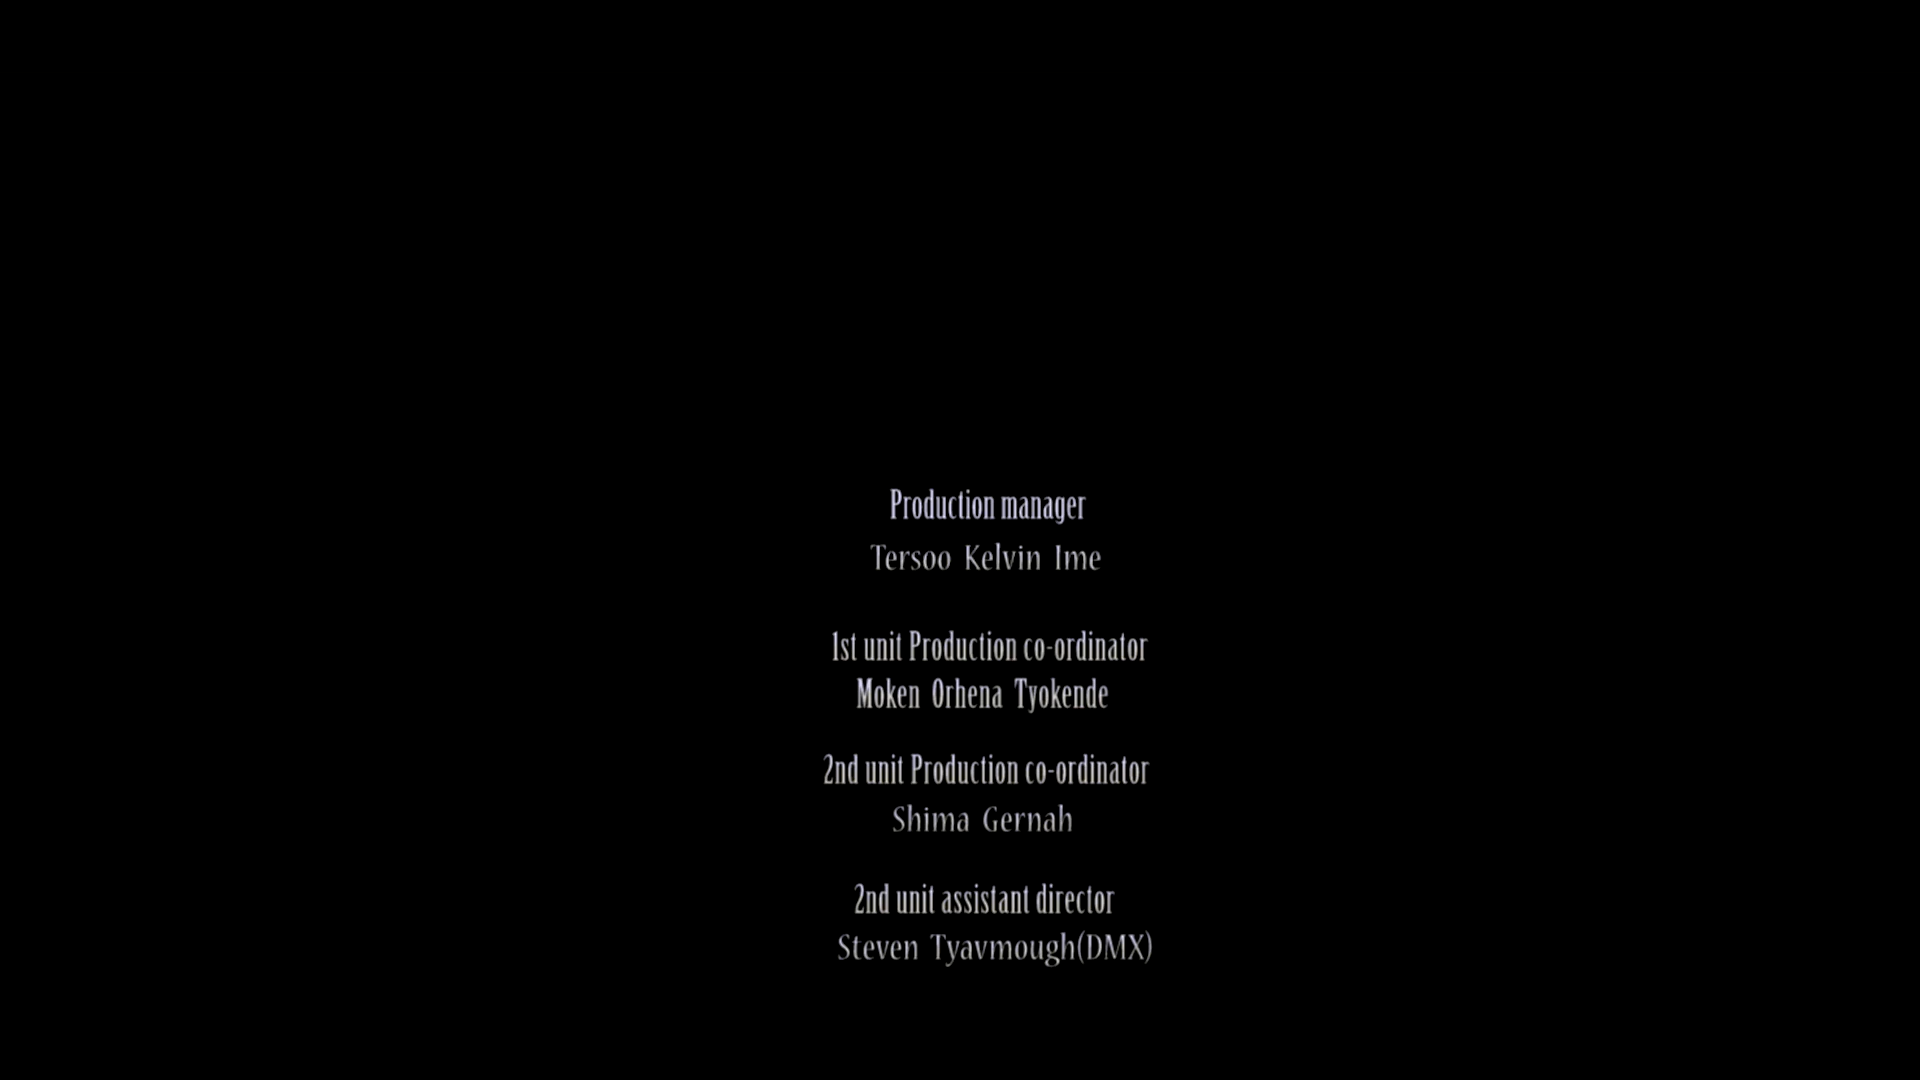 Production manager
Tersoo Kelvin Ime
1st unit Production co-ordinator
Moken Orhena Tyokende
2nd unit Production co-ordinator
Shima Gernah
2nd unit assistant director
Steven Tyavmough(DMX)